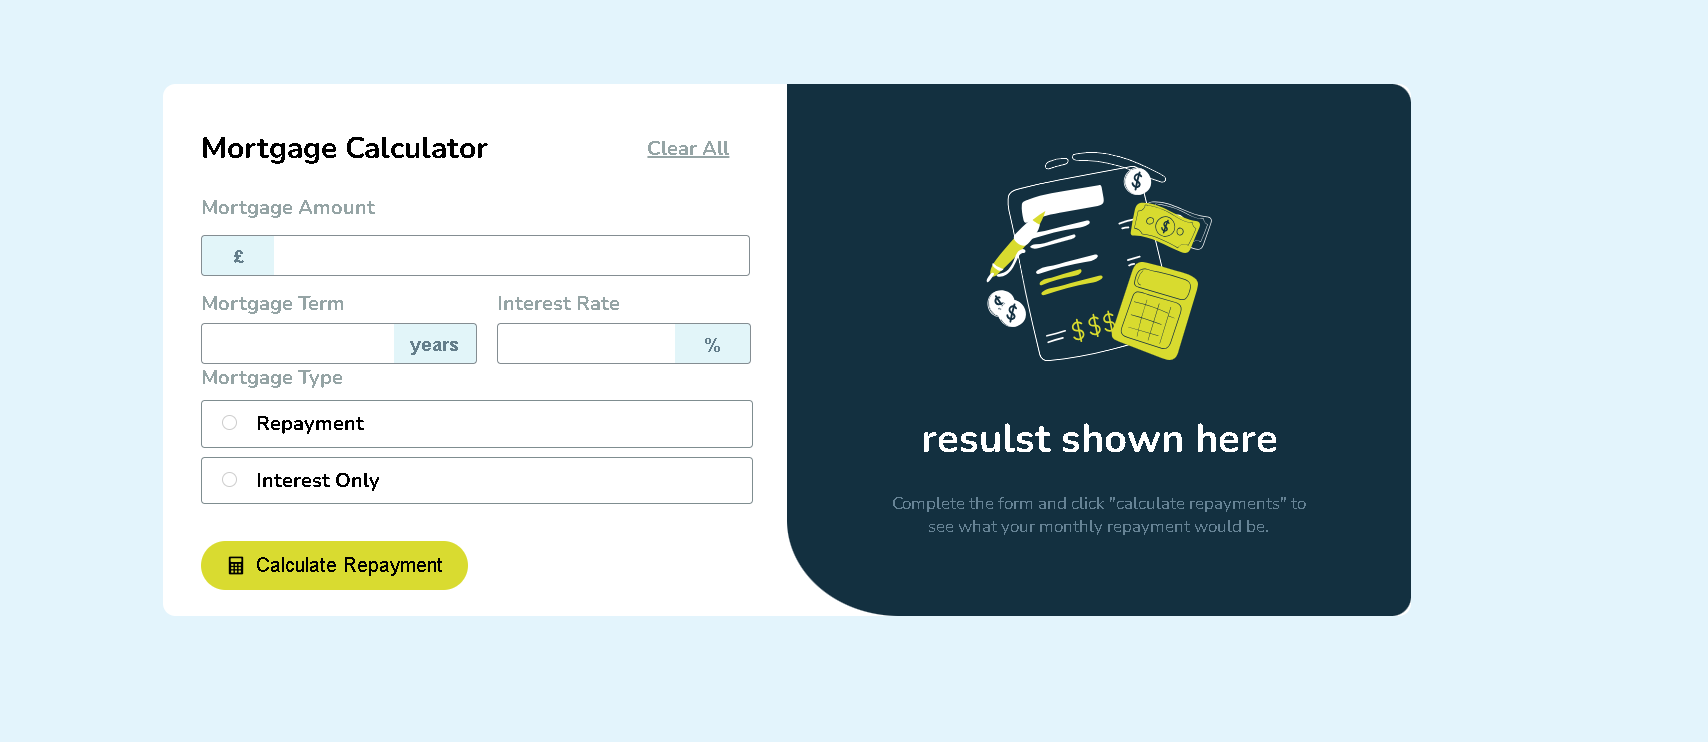 Mortgage Calculator
Clear All
Mortgage Amount
£
Mortgage Term
Interest Rate
years
%
Mortgage Type
Repayment
Interest Only
Calculate Repayment
$
$
$
$
$$$
resulst shown here
Complete the form and click "calculate repayments" to
see what your monthly repayment would be.